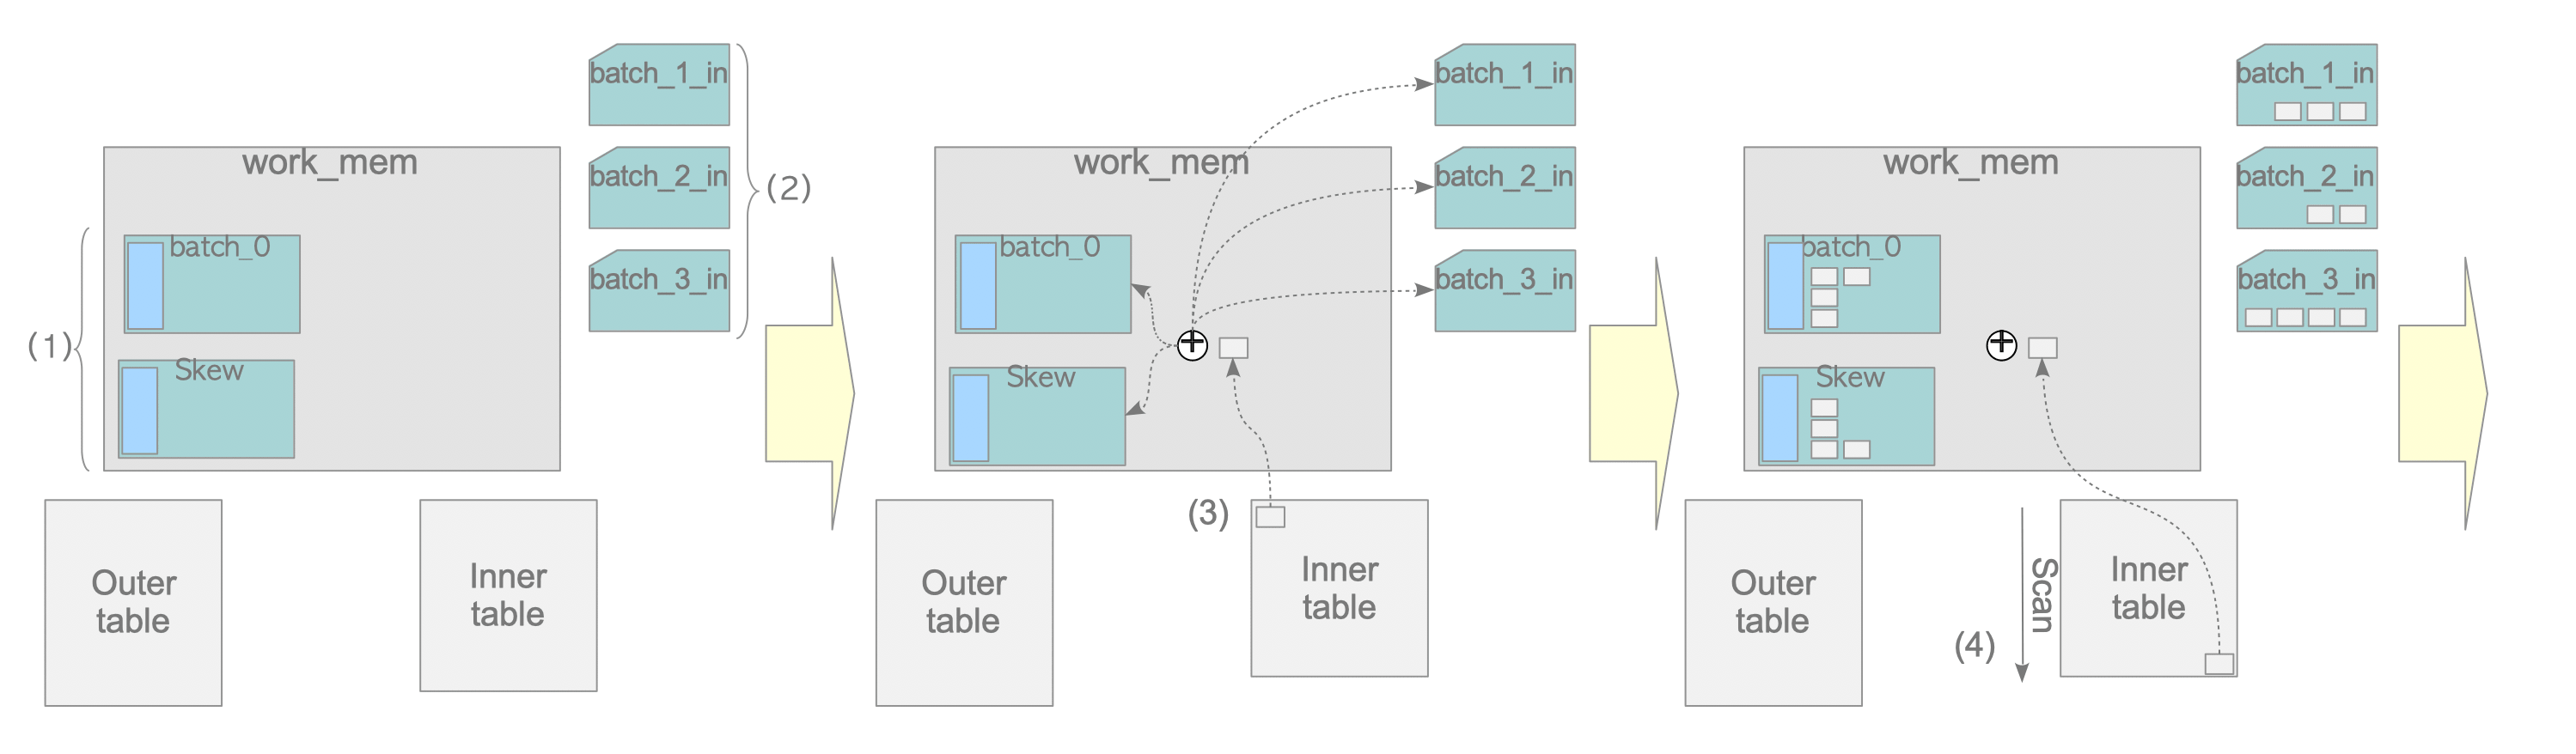 batch_1_in
work_mem
batch_2_in
(2)
batch_0
batch_3_in
(1)
Skew
Outer
table
Inner
table
batch_1_in
work_mem
batch_2_in
batch_0
batch_3_in
Skew
(3)
Outer
table
Inner
table
batch_1_in
work_mem
batch_2_in
batch_0
batch_3_in
Skew
Outer
table
(4)
Scan
Inner
table